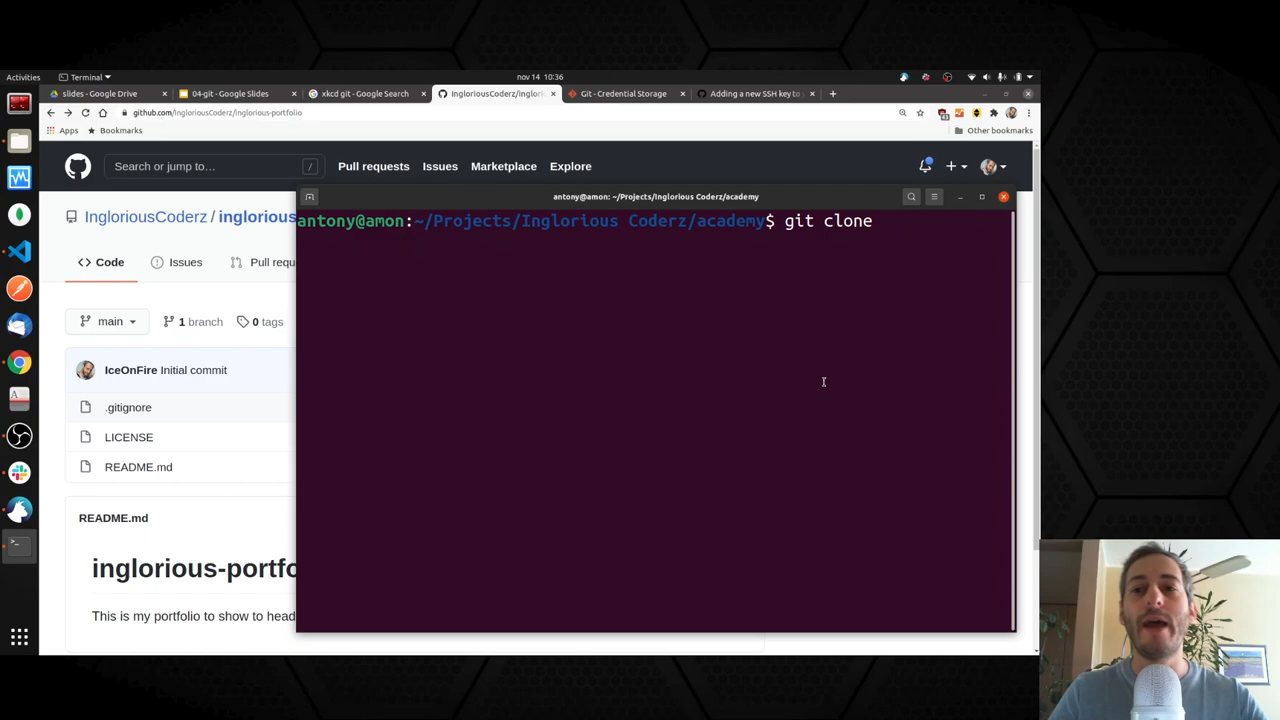 Activities
Terminal
nov 14 10:36
slides - Google Drive
04-git - Google Slides
xkcd git - Google Search
IngloriousCoderz/inglori
Git - Credential Storage
Adding a new SSH key to
github.com/IngloriousCoderz/inglorious-portfolio
Apps
Bookmarks
Other bookmarks
Search or jump to…
/
Pull requests
Issues
Marketplace
Explore
IngloriousCoderz / inglorious
antony@amon: ~/Projects/Inglorious Coderz/academy
antony@amon:~/Projects/Inglorious Coderz/academy$ git clone
Code
Issues
Pull requ
main
1 branch
0 tags
IceOnFire Initial commit
.gitignore
LICENSE
README.md
README.md
inglorious-portfo
This is my portfolio to show to head